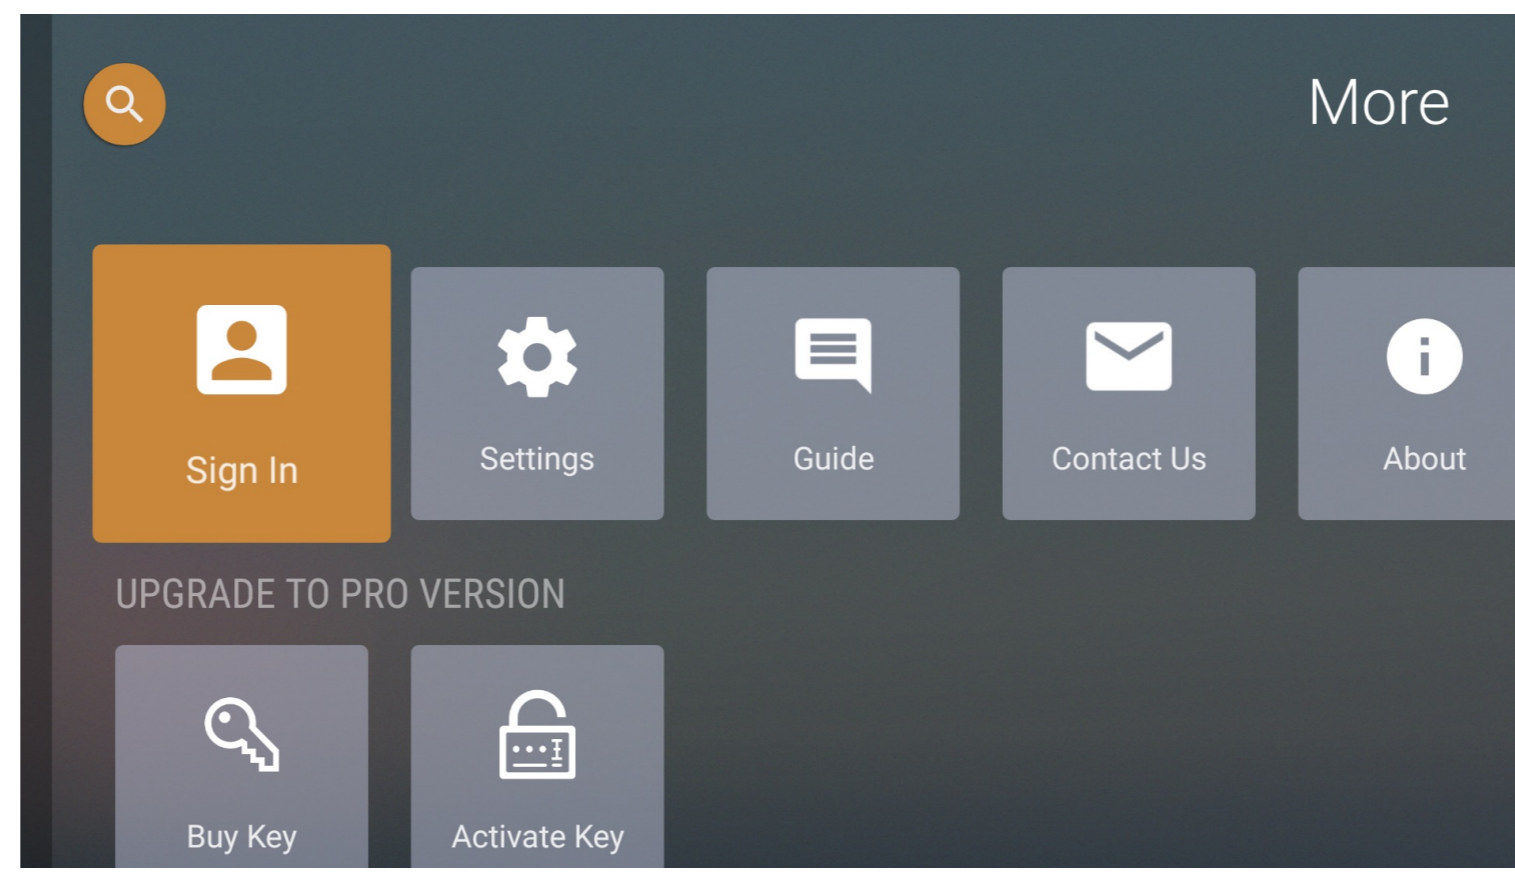 More
Sign In
Settings
Guide
Contact Us
About
UPGRADE TO PRO VERSION
Buy Key
Activate Key